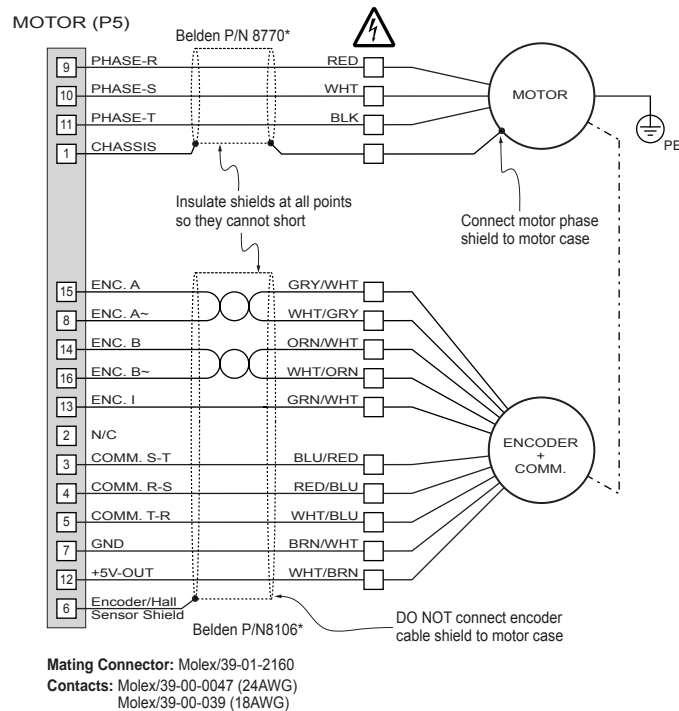 MOTOR (P5)
Belden P/N 8770*
9 PHASE-R RED
10 PHASE-S WHT
11 PHASE-T BLK
1 CHASSIS
MOTOR
PE
Insulate shields at all points
so they cannot short
Connect motor phase
shield to motor case
15 ENC. A GRY/WHT
8 ENC. A~ WHT/GRY
14 ENC. B ORN/WHT
16 ENC. B~ WHT/ORN
13 ENC. I GRN/WHT
2 N/C
3 COMM. S-T BLU/RED
4 COMM. R-S RED/BLU
5 COMM. T-R WHT/BLU
7 GND BRN/WHT
12 +5V-OUT WHT/BRN
6 Encoder/Hall
Sensor Shield
ENCODER
+
COMM.
Belden P/N8106*
DO NOT connect encoder
cable shield to motor case
Mating Connector: Molex/39-01-2160
Contacts: Molex/39-00-0047 (24AWG)
Molex/39-00-039 (18AWG)